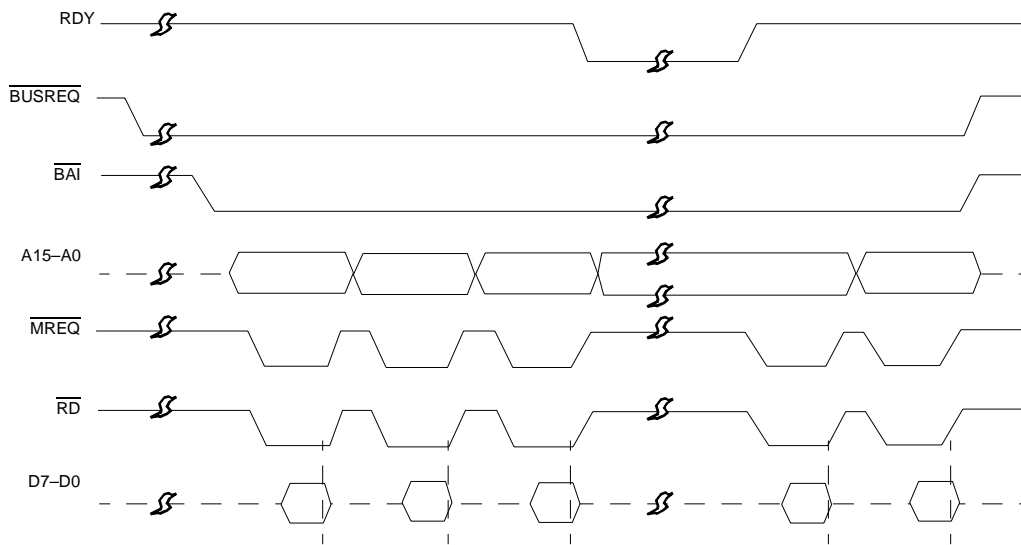 RDY
BUSREQ
BAI
A15–A0
MREQ
RD
D7–D0